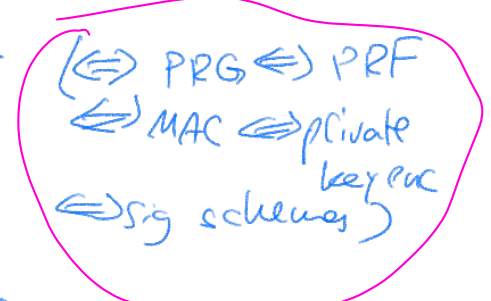 (⇔ PRG ⇔ PRF
⇔ MAC ⇔ private
key enc
⇔ sig schemes)